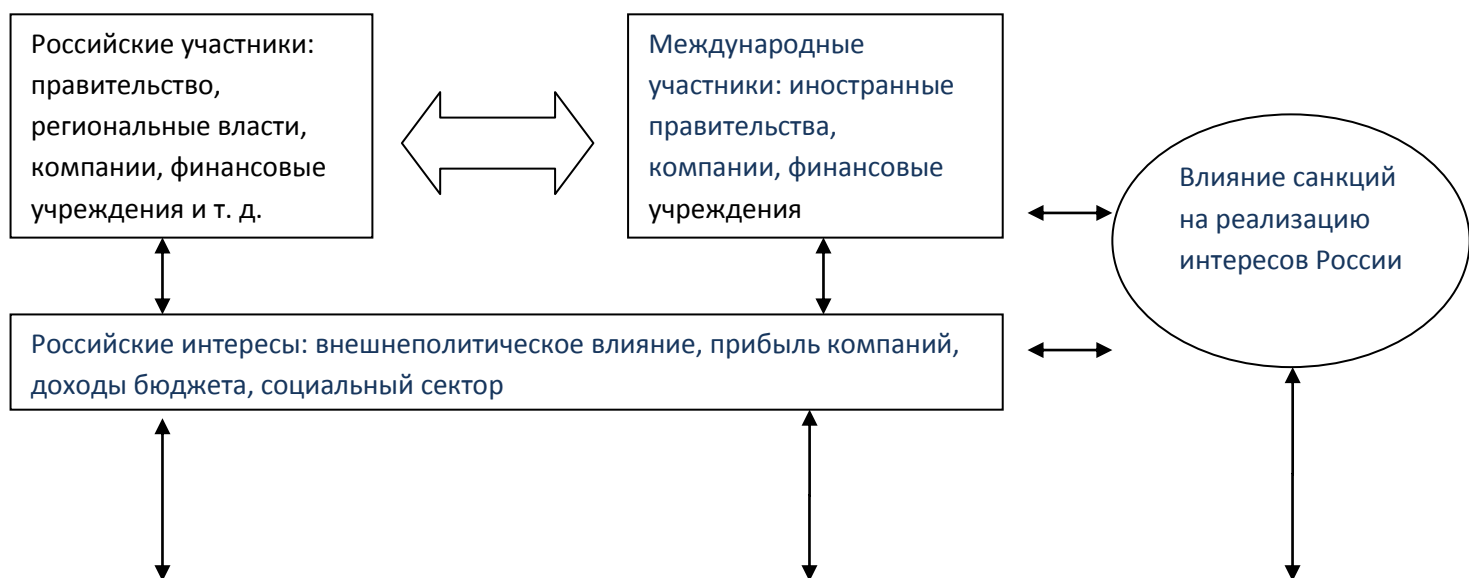 Российские участники:
правительство,
региональные власти,
компании, финансовые
учреждения и т. д.
Международные
участники: иностранные
правительства,
компании, финансовые
учреждения
Влияние санкций
на реализацию
интересов России
Российские интересы: внешнеполитическое влияние, прибыль компаний,
доходы бюджета, социальный сектор